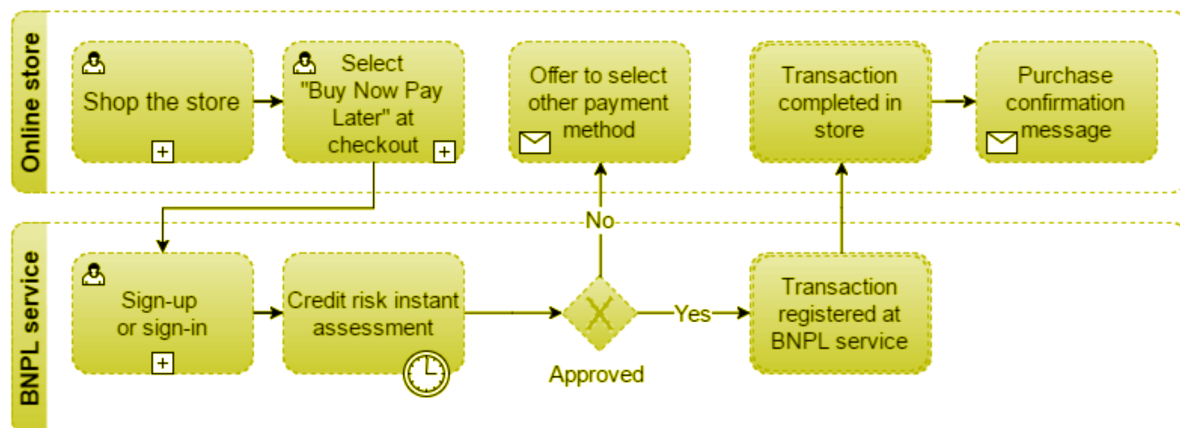 Online store
Shop the store
Select
"Buy Now Pay
Later" at
checkout
Offer to select
other payment
method
Transaction
completed in
store
Purchase
confirmation
message
No
BNPL service
Sign-up
or sign-in
Credit risk instant
assessment
Approved
Yes
Transaction
registered at
BNPL service